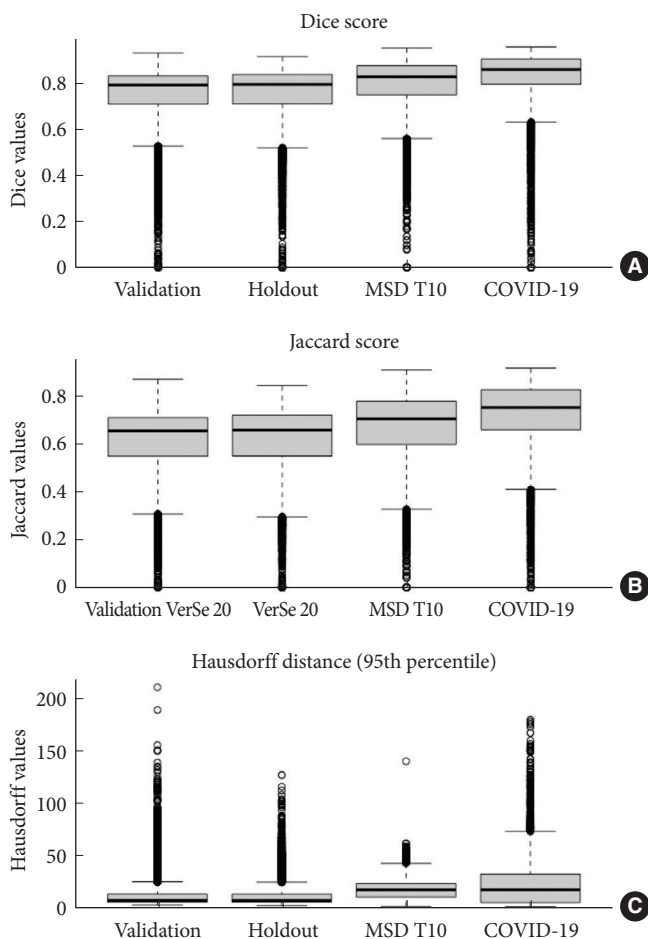 Dice score
Dice values
0.8
0.6
0.4
0.2
0
Validation Holdout MSD T10 COVID-19
A
Jaccard score
Jaccard values
0.8
0.6
0.4
0.2
0
Validation VerSe 20 VerSe 20 MSD T10 COVID-19
B
Hausdorff distance (95th percentile)
Hausdorff values
200
150
100
50
0
Validation Holdout MSD T10 COVID-19
C